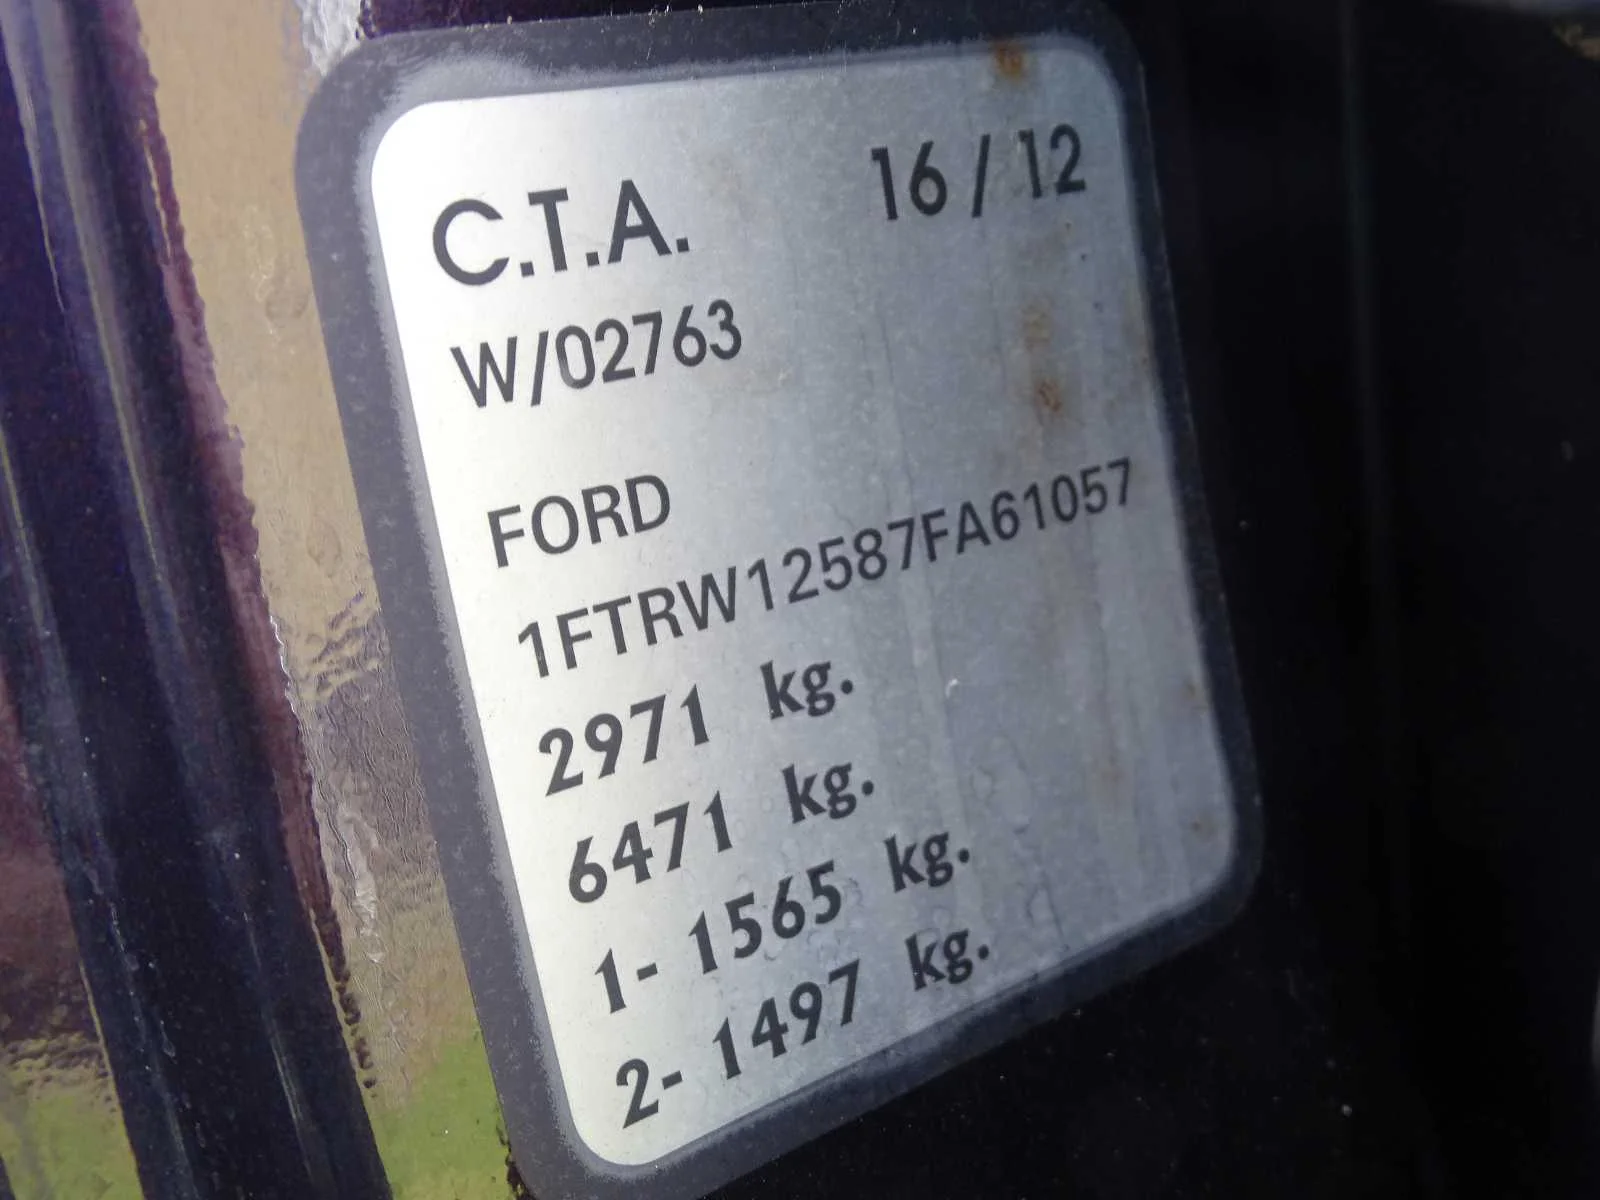 C.T.A. 16/12
W/02763
FORD
1FTRW12587FA61057
2971 kg.
6471 kg.
1- 1565 kg.
2- 1497 kg.